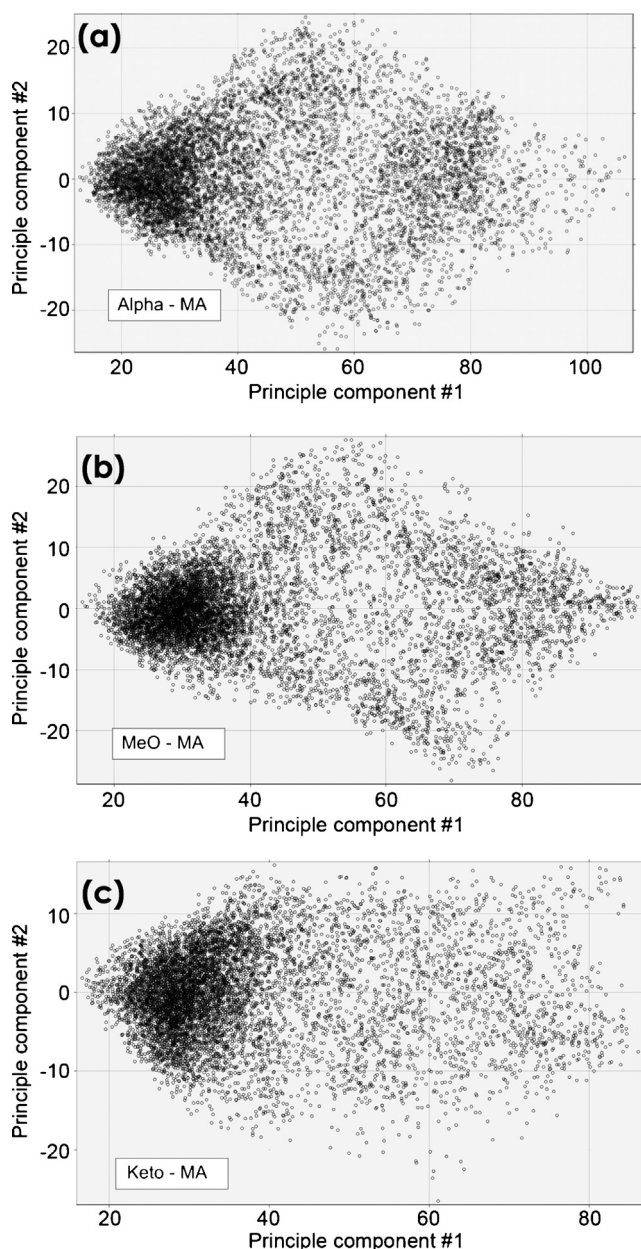 (a)
20
10
0
-10
-20
Principle component #2
Alpha - MA
20 40 60 80 100
Principle component #1
(b)
20
10
0
-10
-20
Principle component #2
MeO - MA
20 40 60 80
Principle component #1
(c)
10
0
-10
-20
Principle component #2
Keto - MA
20 40 60 80
Principle component #1